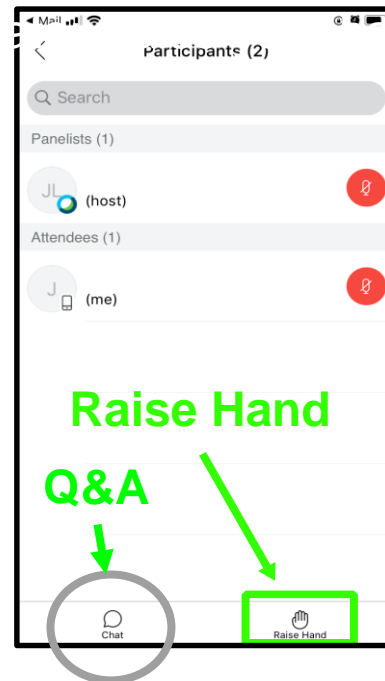 Mail
Participants (2)
Search
Panelists (1)
JL
(host)
Attendees (1)
J
(me)
Raise Hand
Q&A
Chat
Raise Hand